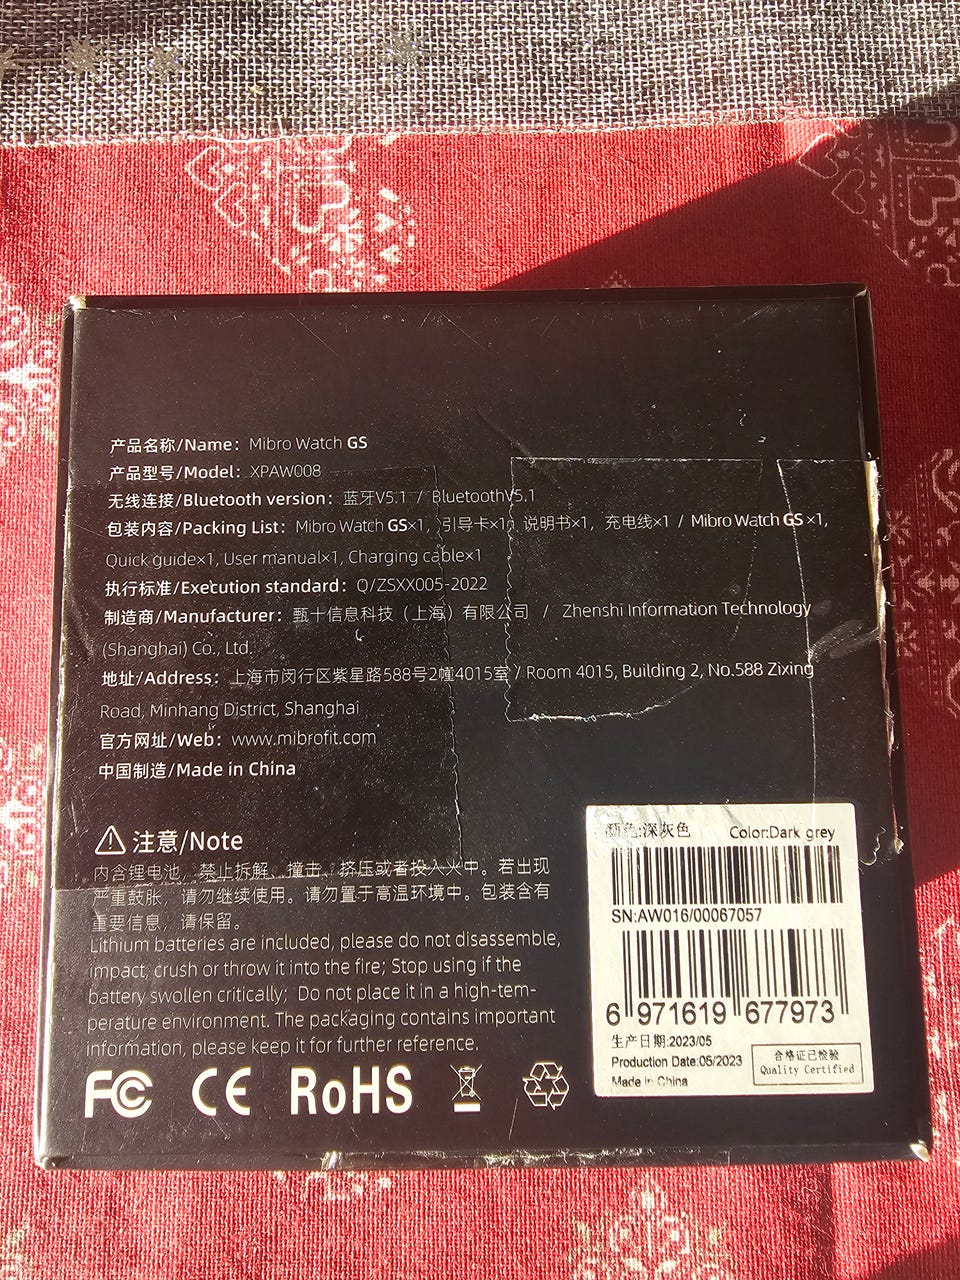 产品名称/Name: Mibro Watch GS
产品型号/Model: XPAW008
无线连接/Bluetooth version: 蓝牙V5.1 / BluetoothV5.1
包装内容/Packing List: Mibro Watch GS×1, 引导卡×1, 说明书×1, 充电线×1 / Mibro Watch GS ×1,
Quick guide×1, User manual×1, Charging cable×1
执行标准/Execution standard: Q/ZSXX005-2022
制造商/Manufacturer: 甄十信息科技（上海）有限公司 / Zhenshi Information Technology
(Shanghai) Co., Ltd.
地址/Address: 上海市闵行区紫星路588号2幢4015室 / Room 4015, Building 2, No.588 Zixing
Road, Minhang District, Shanghai
官方网址/Web: www.mibrofit.com
中国制造/Made in China
注意/Note
内含锂电池，禁止拆解、撞击、挤压或者投入火中。若出现
严重鼓胀，请勿继续使用。请勿置于高温环境中。包装含有
重要信息，请保留。
Lithium batteries are included, please do not disassemble,
impact, crush or throw it into the fire; Stop using if the
battery swollen critically; Do not place it in a high-tem-
perature environment. The packaging contains important
information, please keep it for further reference.
FC CE RoHS
颜色:深灰色 Color:Dark grey
SN:AW016/00067057
6 971619 677973
生产日期:2023/05
Production Date:05/2023
Made in China
合格证已检验
Quality Certified